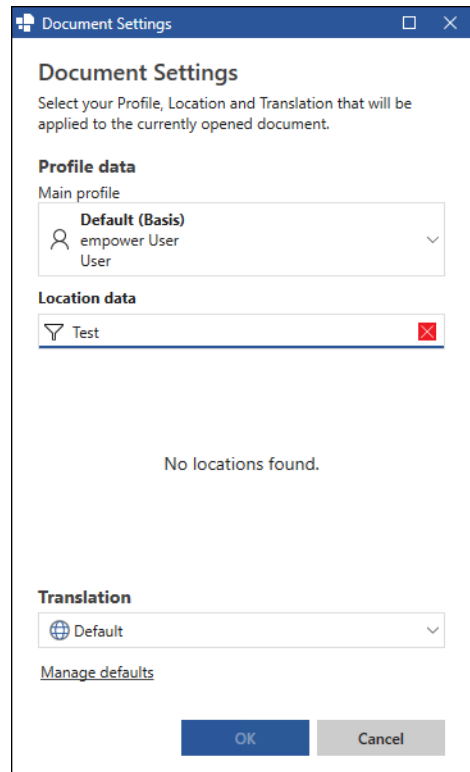 Document Settings
Document Settings
Select your Profile, Location and Translation that will be
applied to the currently opened document.
Profile data
Main profile
Default (Basis)
empower User
User
Location data
Test
No locations found.
Translation
Default
Manage defaults
OK
Cancel